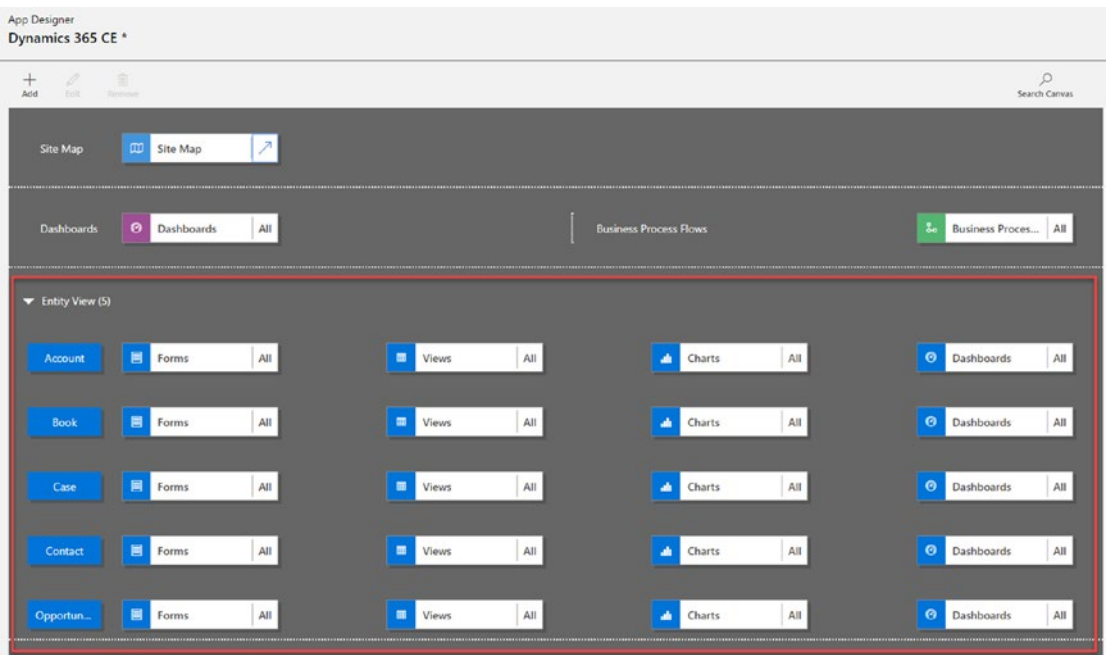 App Designer
Dynamics 365 CE *
Add Edit Remove Search Canvas
Site Map Site Map
Dashboards Dashboards All Business Process Flows Business Proces... All
Entity View (5)
Account Forms All Views All Charts All Dashboards All
Book Forms All Views All Charts All Dashboards All
Case Forms All Views All Charts All Dashboards All
Contact Forms All Views All Charts All Dashboards All
Opportun... Forms All Views All Charts All Dashboards All